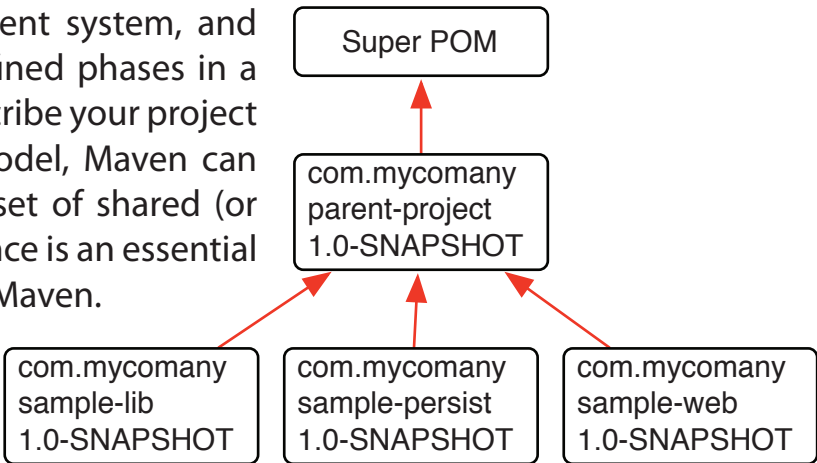 ent system, and
ined phases in a
ribe your project
odel, Maven can
set of shared (or
ce is an essential
Maven.
Super POM
com.mycomany
parent-project
1.0-SNAPSHOT
com.mycomany
sample-lib
1.0-SNAPSHOT
com.mycomany
sample-persist
1.0-SNAPSHOT
com.mycomany
sample-web
1.0-SNAPSHOT